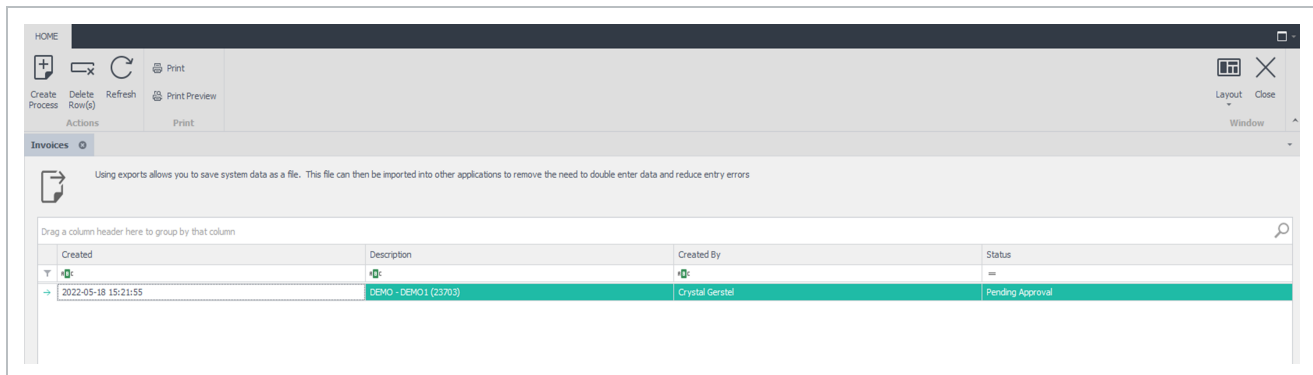 HOME
Create Process
Delete Row(s)
Refresh
Print
Print Preview
Layout
Close
Actions
Print
Window
Invoices
Using exports allows you to save system data as a file. This file can then be imported into other applications to remove the need to double enter data and reduce entry errors
Drag a column header here to group by that column
Created Description Created By Status
2022-05-18 15:21:55 DEMO - DEMO1 (23703) Crystal Gerstel Pending Approval